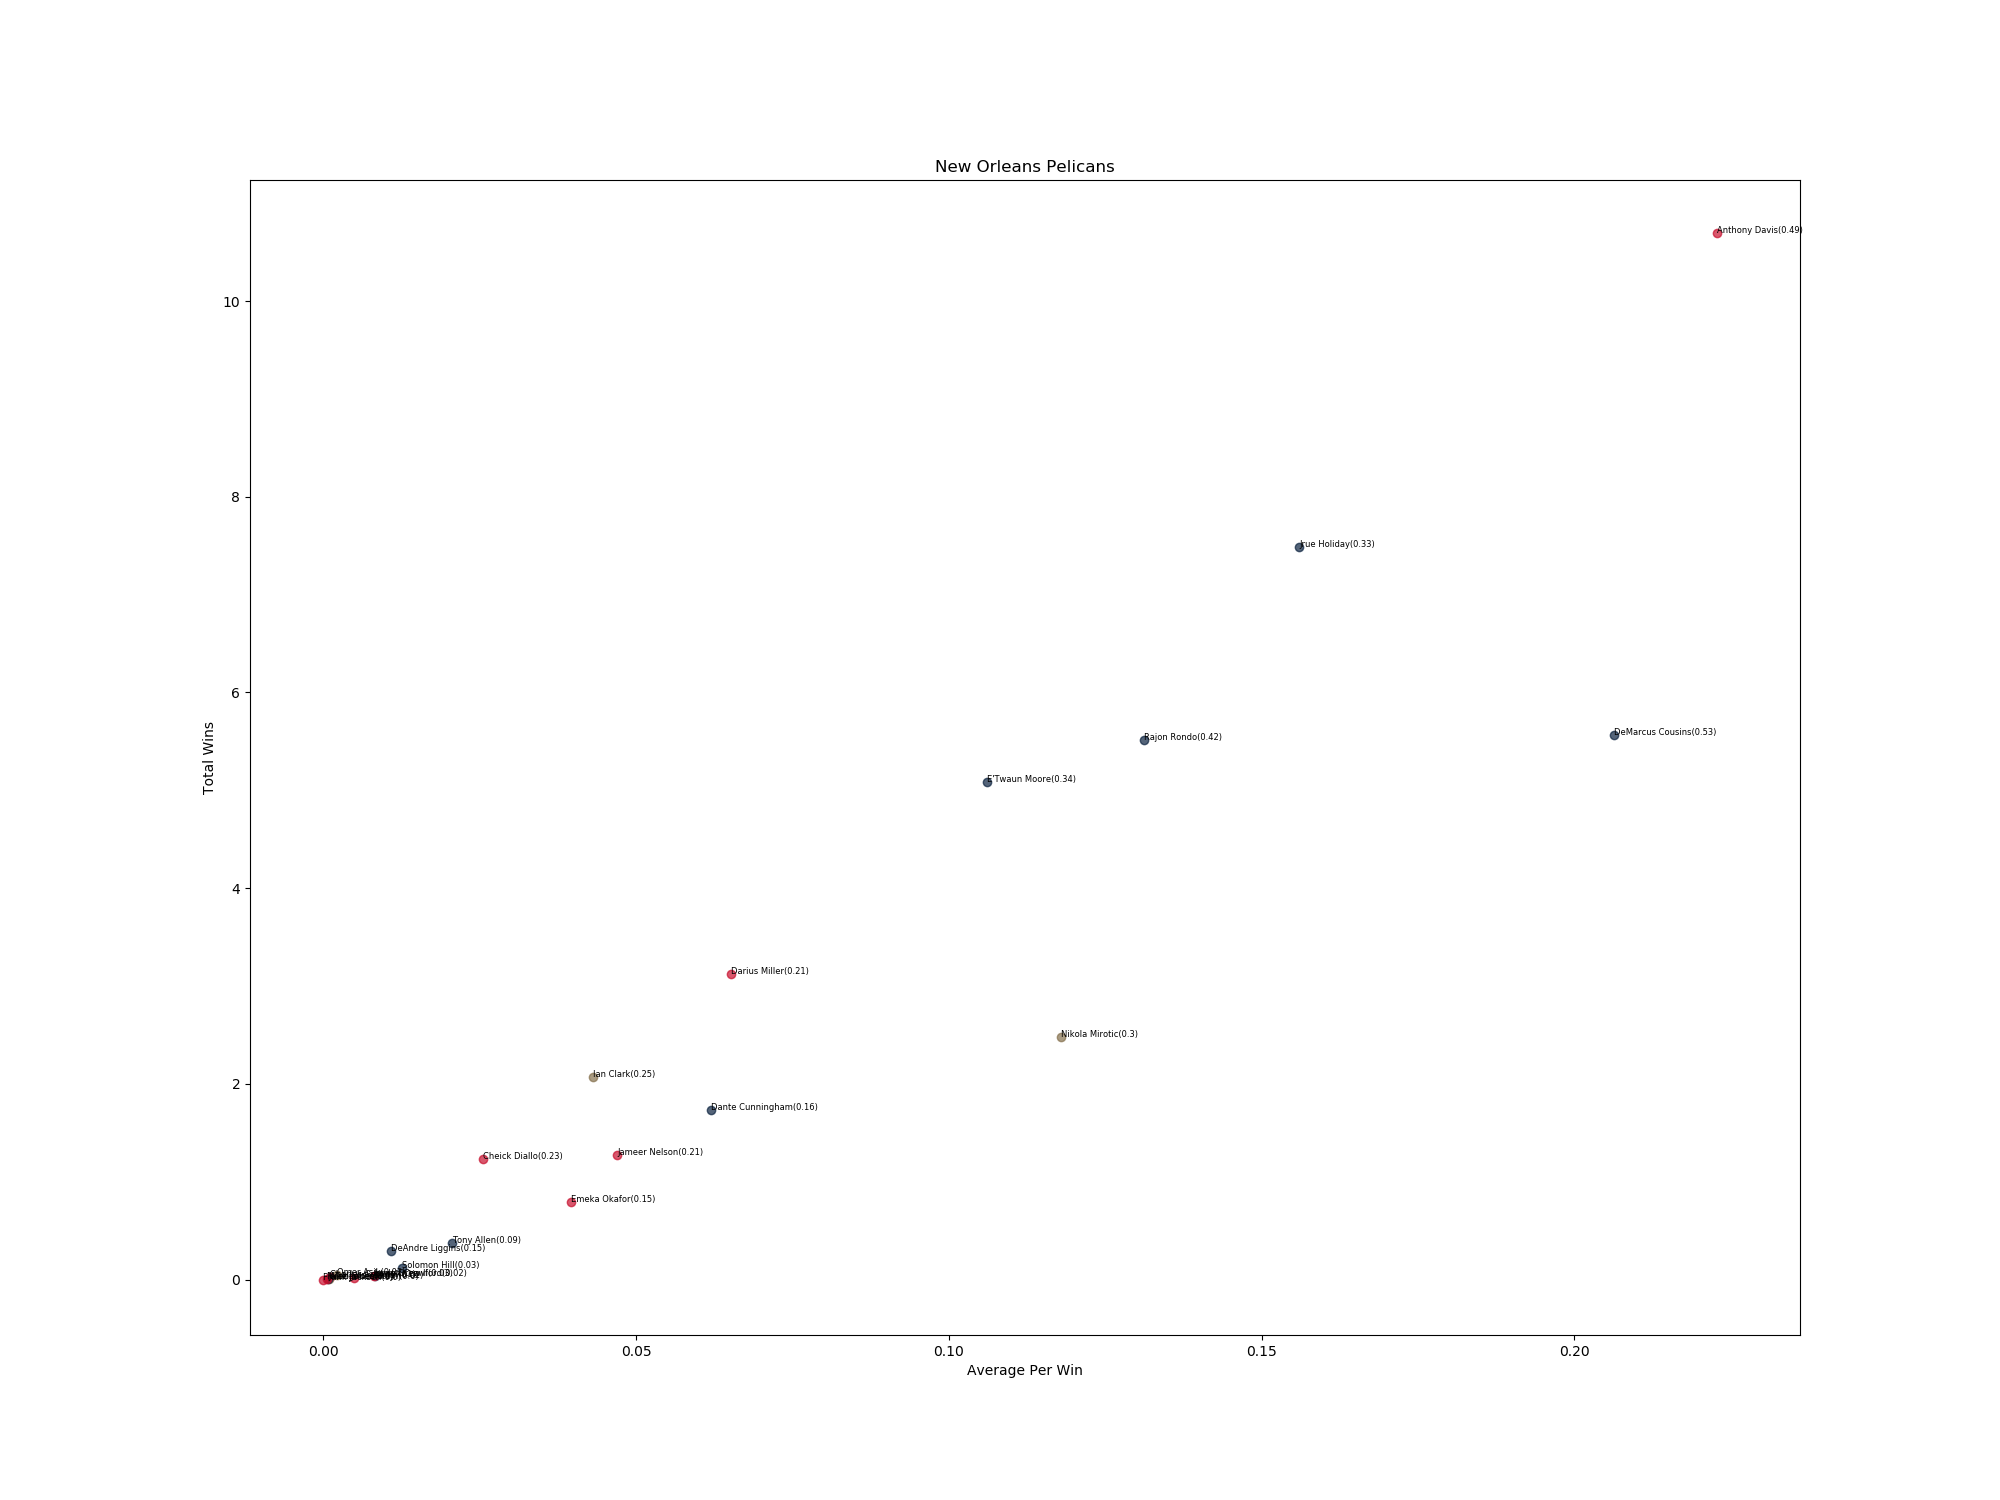 New Orleans Pelicans
Anthony Davis(0.49)
10
8
Jrue Holiday(0.33)
6
DeMarcus Cousins(0.53)
Rajon Rondo(0.42)
E'Twaun Moore(0.34)
Total Wins
4
Darius Miller(0.21)
Nikola Mirotic(0.3)
2
Ian Clark(0.25)
Dante Cunningham(0.16)
Jameer Nelson(0.21)
Cheick Diallo(0.23)
Emeka Okafor(0.15)
Tony Allen(0.09)
DeAndre Liggins(0.15)
Solomon Hill(0.03)
0
0.00 0.05 0.10 0.15 0.20
Average Per Win